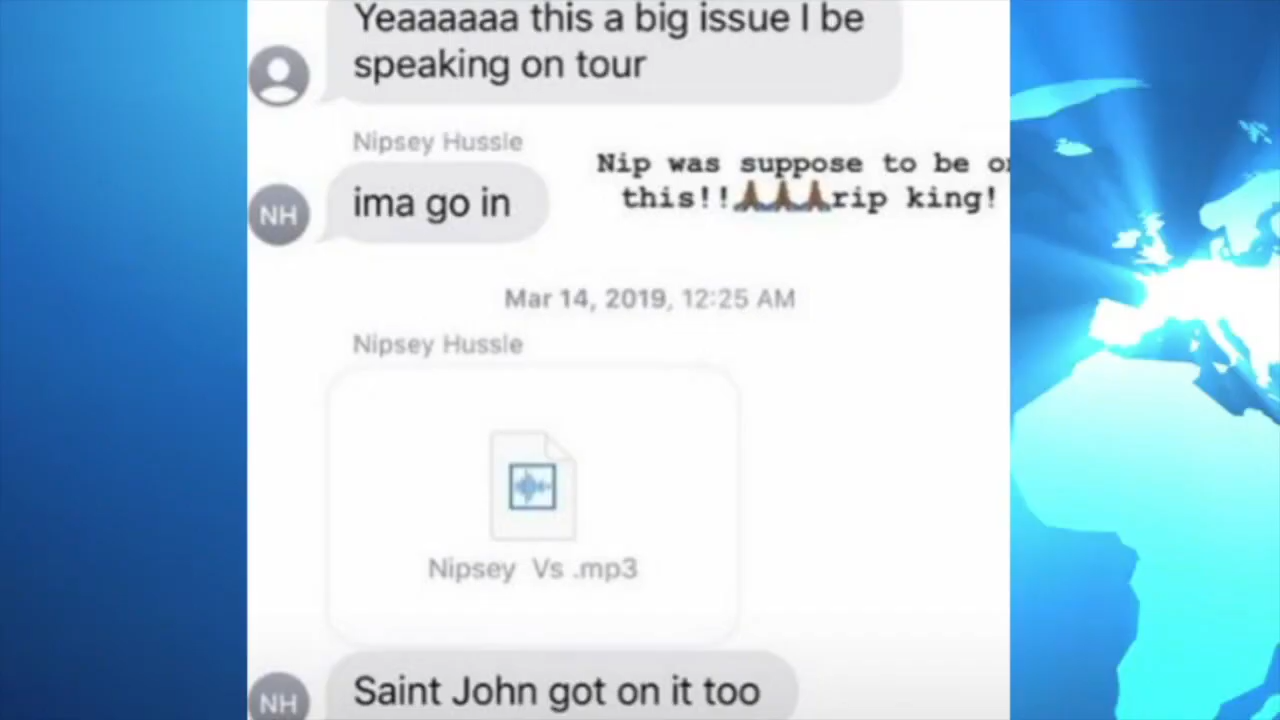 Yeaaaaaa this a big issue I be
speaking on tour
Nipsey Hussle
NH
ima go in
Nip was suppose to be
this!!🙏🏾🙏🏾🙏🏾rip king!
Mar 14, 2019, 12:25 AM
Nipsey Hussle
Nipsey Vs .mp3
NH
Saint John got on it too